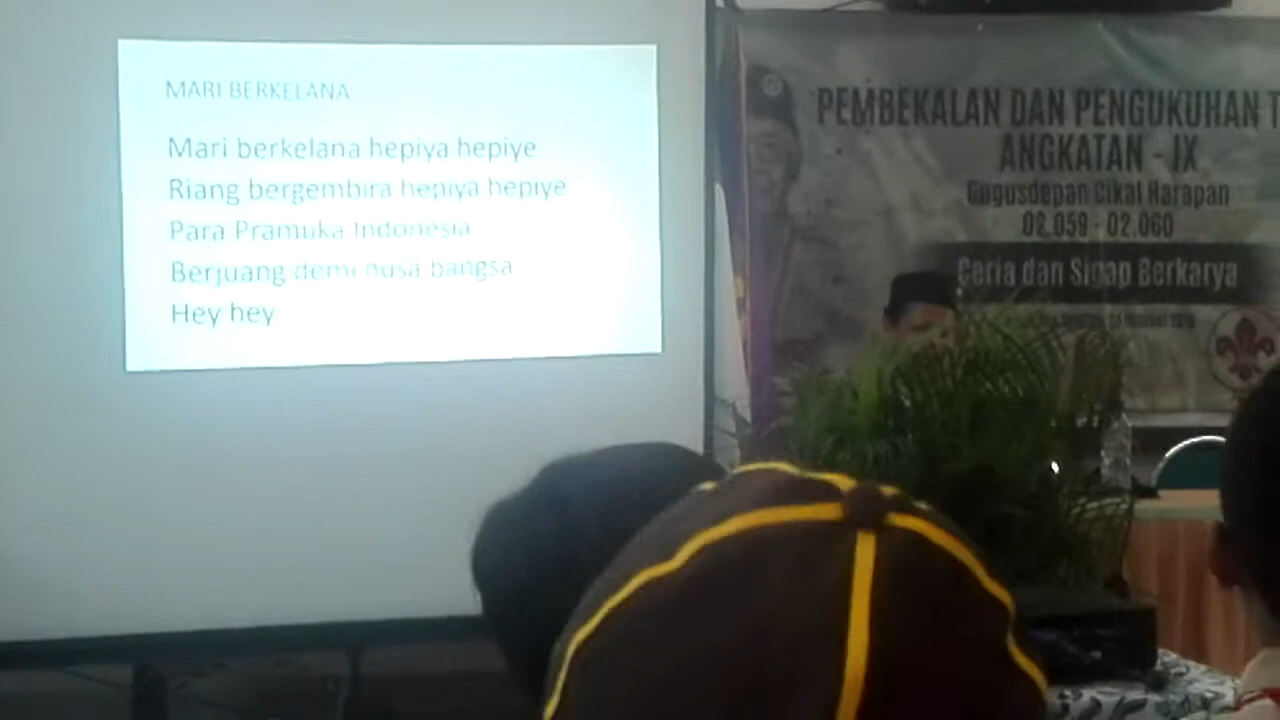 MARI BERKELANA
Mari berkelana hepiya hepiye
Riang bergembira hepiya hepiye
Para Pramuka Indonesia
Berjuang demi nusa bangsa
Hey hey
PEMBEKALAN DAN PENGUKUHAN T
ANGKATAN - IX
Gugusdepan Cikal Harapan
02.059 - 02.060
Ceria dan Sigap Berkarya